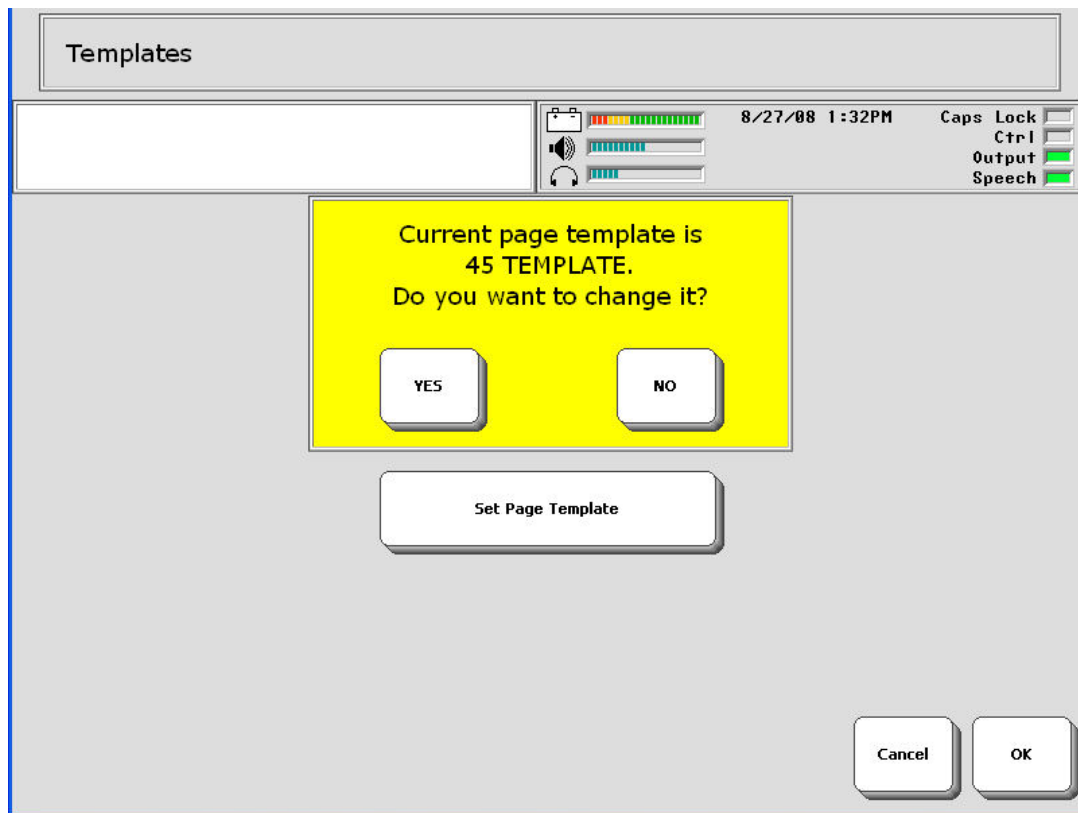 Templates
8/27/08 1:32PM
Caps Lock
Ctrl
Output
Speech
Current page template is
45 TEMPLATE.
Do you want to change it?
YES
NO
Set Page Template
Cancel
OK